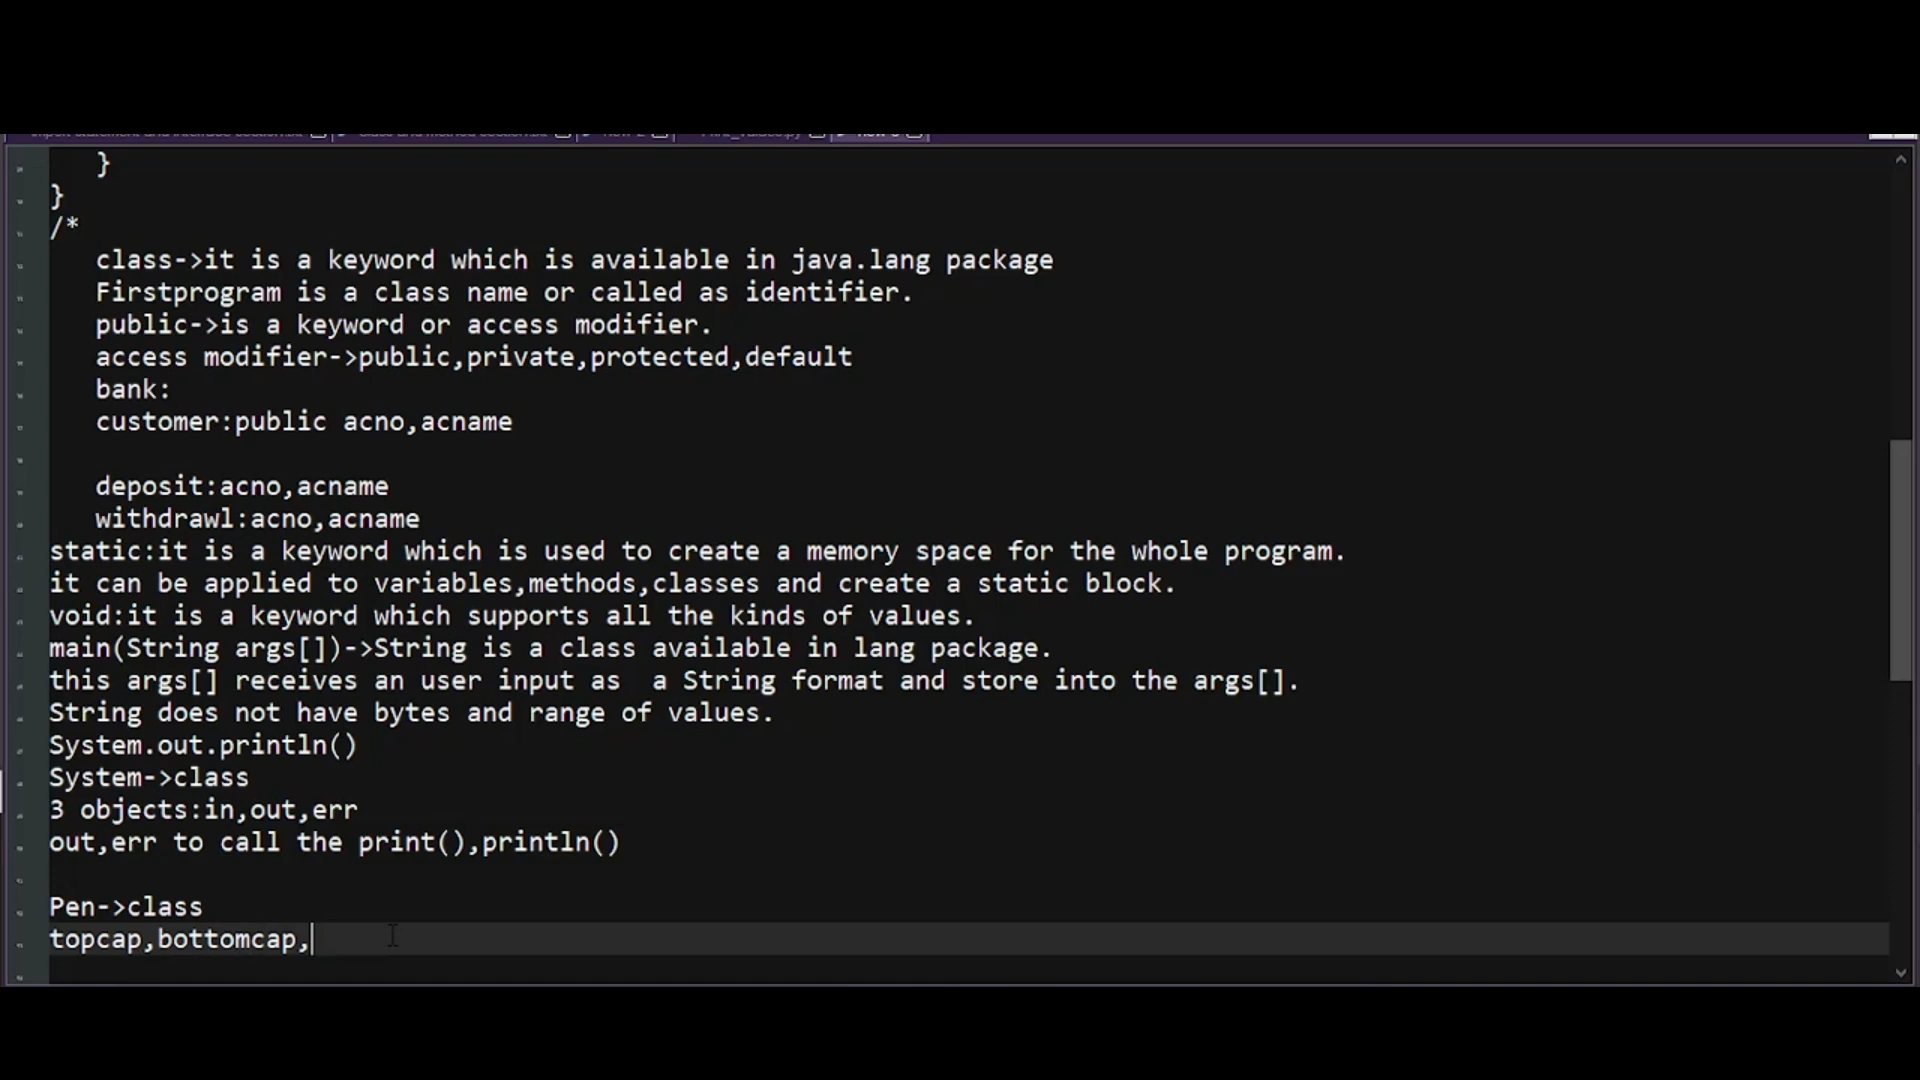 }
}
/*
class->it is a keyword which is available in java.lang package
Firstprogram is a class name or called as identifier.
public->is a keyword or access modifier.
access modifier->public,private,protected,default
bank:
customer:public acno,acname
deposit:acno,acname
withdrawl:acno,acname
static:it is a keyword which is used to create a memory space for the whole program.
it can be applied to variables,methods,classes and create a static block.
void:it is a keyword which supports all the kinds of values.
main(String args[])->String is a class available in lang package.
this args[] receives an user input as  a String format and store into the args[].
String does not have bytes and range of values.
System.out.println()
System->class
3 objects:in,out,err
out,err to call the print(),println()
Pen->class
topcap,bottomcap,